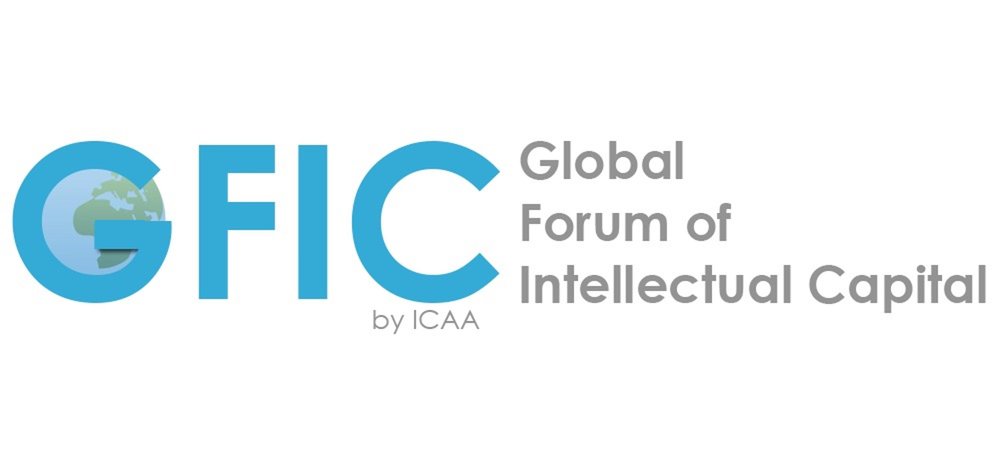 GFIC
by ICAA
Global
Forum of
Intellectual Capital